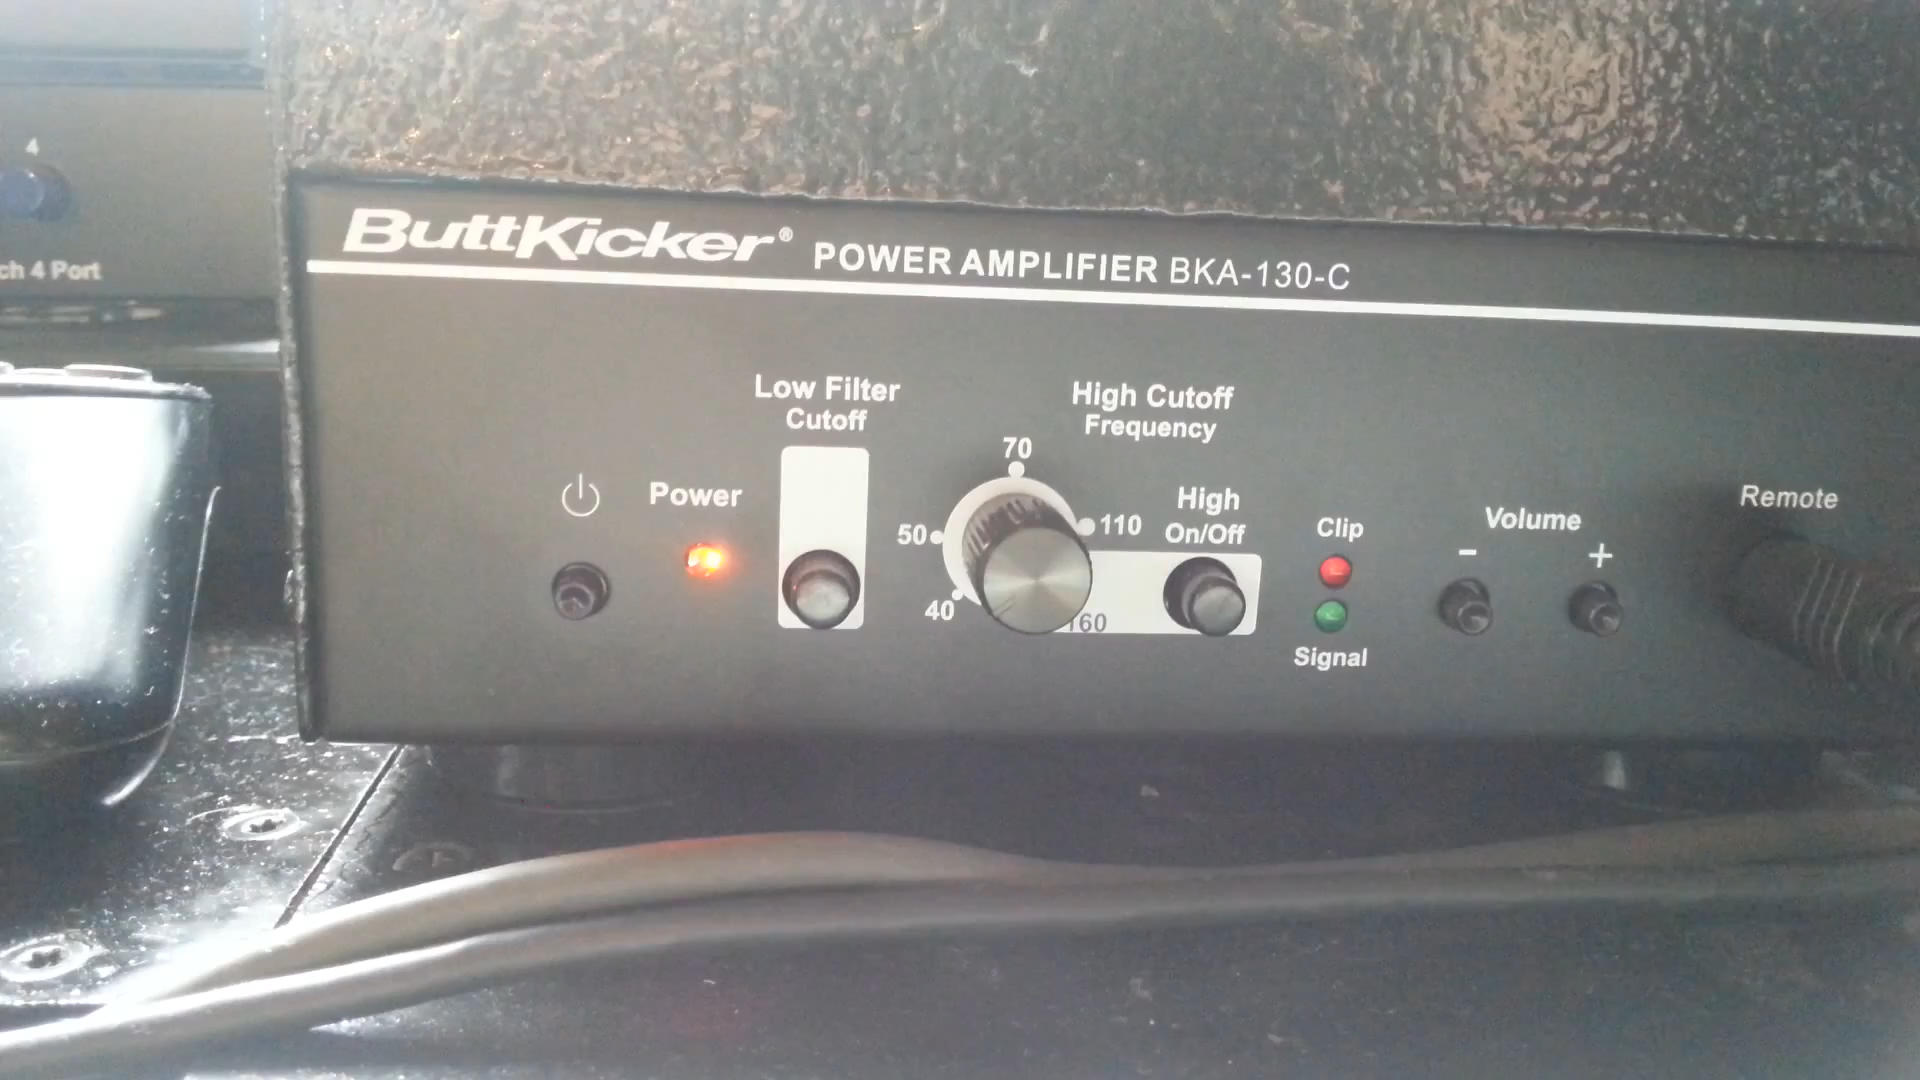 4
ch 4 Port
ButtKicker® POWER AMPLIFIER BKA-130-C
Low Filter
Cutoff
High Cutoff
Frequency
70
Power
50
110
High
On/Off
40
160
Clip
Signal
Volume
- +
Remote